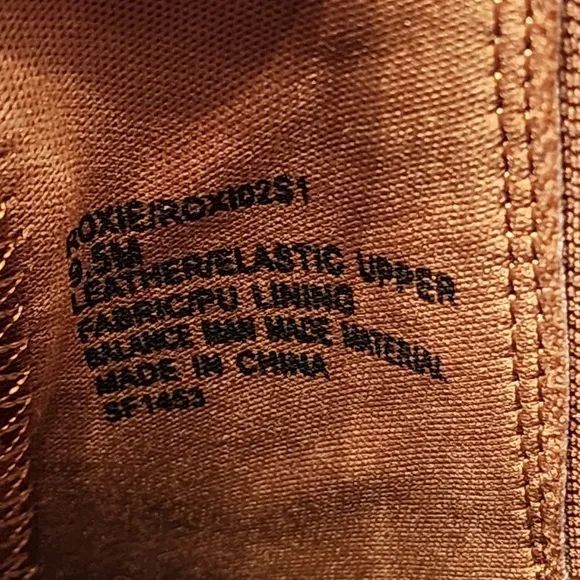 ROXIE/ROXI02S1
9.5M
LEATHER/ELASTIC UPPER
FABRIC/PU LINING
BALANCE MAN MADE MATERIAL
MADE IN CHINA
SF1453